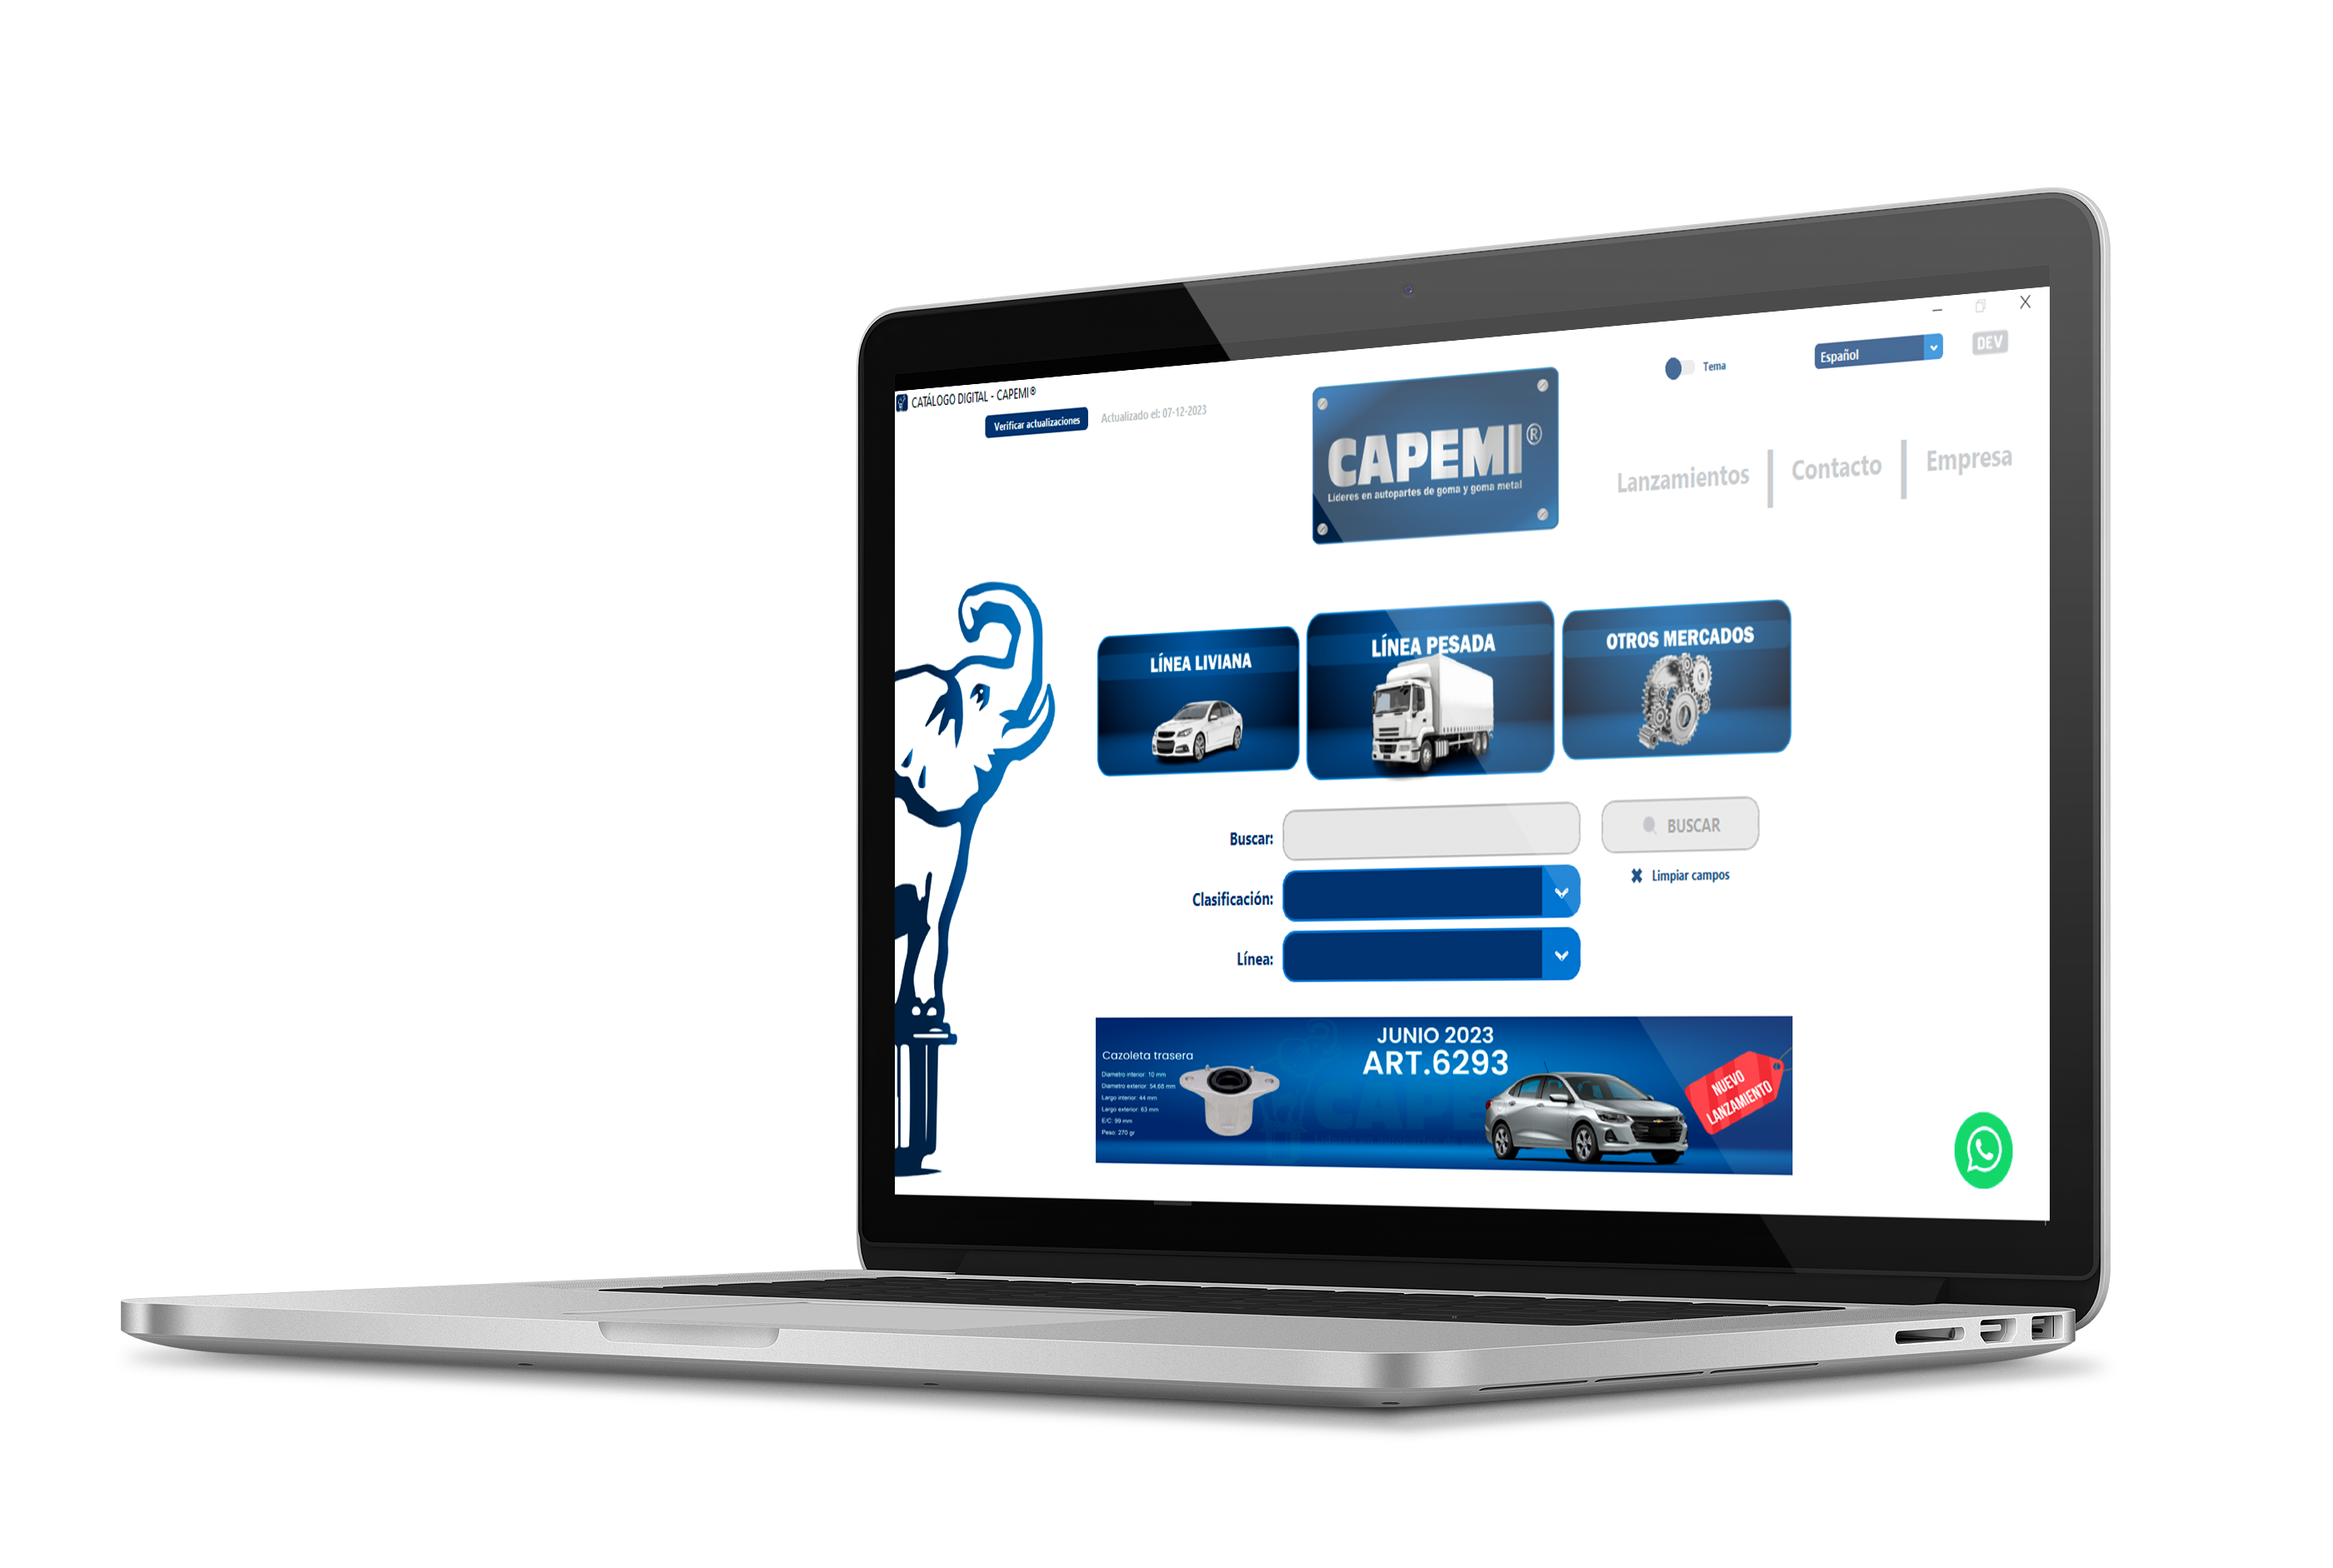 CATÁLOGO DIGITAL - CAPEMI®
Verificar actualizaciones
Actualizado el: 07-12-2023
Tema
Español
DEV
CAPEMI®
Líderes en autopartes de goma y goma metal
Lanzamientos
Contacto
Empresa
LÍNEA LIVIANA
LÍNEA PESADA
OTROS MERCADOS
Buscar:
BUSCAR
Limpiar campos
Clasificación:
Línea:
JUNIO 2023
ART.6293
Cazoleta trasera
Diametro interior: 10 mm
Diametro exterior: 54,68 mm
Largo interior: 44 mm
Largo exterior: 63 mm
E/C: 99 mm
Peso: 270 gr
NUEVO
LANZAMIENTO